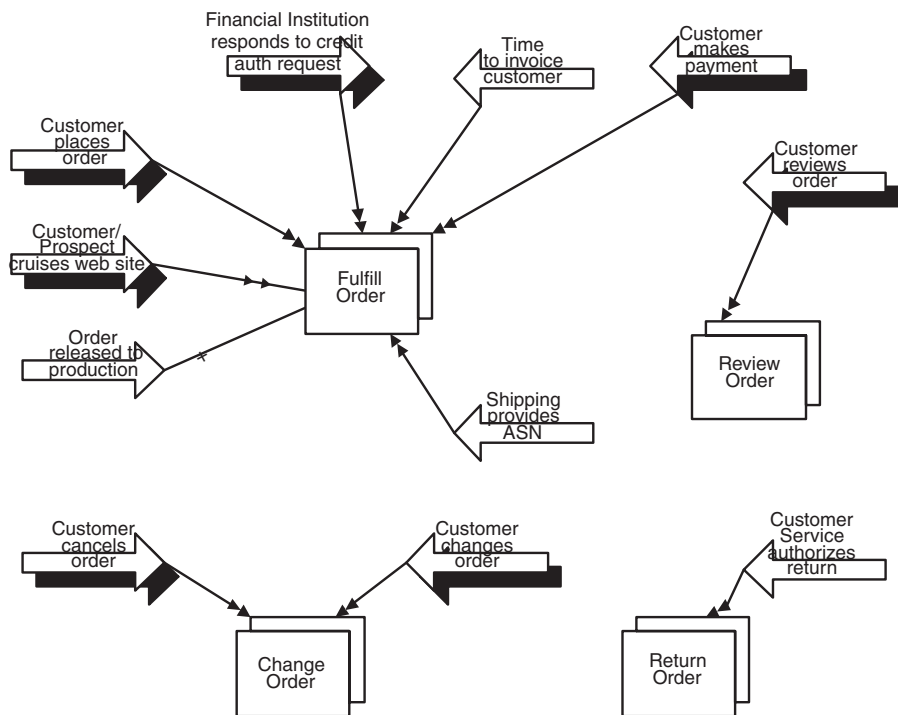 Financial Institution
responds to credit
auth request
Time
to invoice
customer
Customer
makes
payment
Customer
places
order
Customer
reviews
order
Customer/
Prospect
cruises web site
Fulfill
Order
Order
released to
production
Review
Order
Shipping
provides
ASN
Customer
cancels
order
Customer
changes
order
Customer
Service
authorizes
return
Change
Order
Return
Order